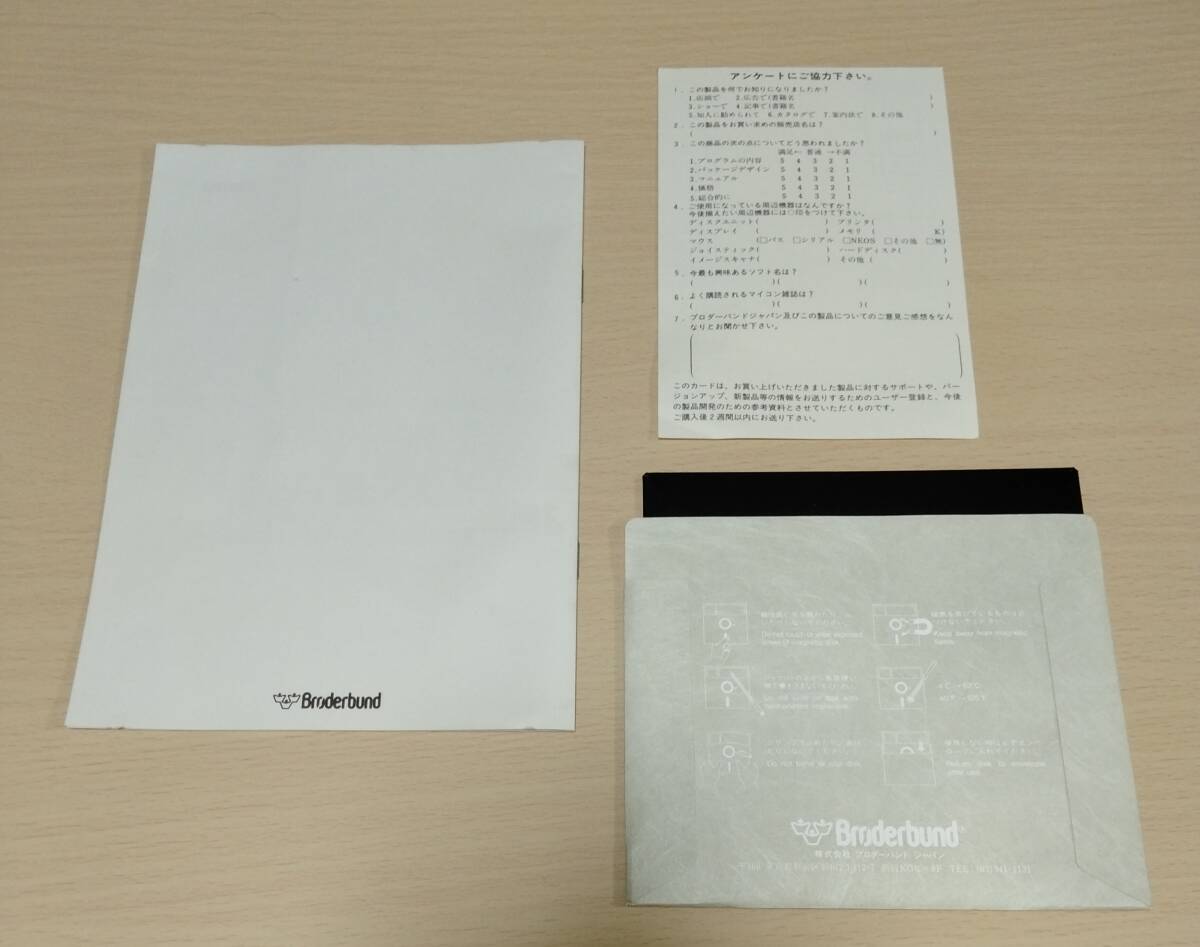 Brøderbund
アンケートにご協力下さい。
1. この製品を何でお知りになりましたか?
1.店頭で 2.広告で(書籍名 )
3.ショーで 4.記事で(書籍名 )
5.知人に勧められて 6.カタログで 7.案内状で 8.その他
2. この製品をお買い求めの販売店名は?
( )
3. この商品の次の点についてどう思われましたか?
満足← 普通 →不満
1.プログラムの内容 5 4 3 2 1
2.パッケージデザイン 5 4 3 2 1
3.マニュアル 5 4 3 2 1
4.価格 5 4 3 2 1
5.総合的に 5 4 3 2 1
4. ご使用になっている周辺機器はなんですか?
今後揃えたい周辺機器には○印をつけて下さい。
ディスクユニット( ) プリンタ( )
ディスプレイ ( ) メモリ ( K)
マウス (□バス □シリアル □NEOS □その他 □無)
ジョイスティック( ) ハードディスク( )
イメージスキャナ( ) その他 ( )
5. 今最も興味あるソフト名は?
( )( )( )
6. よく購読されるマイコン雑誌は?
( )( )( )
7. ブロダーバンドジャパン及びこの製品についてのご意見ご感想をなん
なりとお聞かせ下さい。
このカードは、お買い上げいただきました製品に対するサポートや、バー
ジョンアップ、新製品等の情報をお送りするためのユーザー登録と、今後
の製品開発のための参考資料とさせていただくものです。
ご購入後2週間以内にお送り下さい。
Do not touch or
Keep away from magnetic
fields.
Do not bend or fold disk.
Return disk to envelope
after use.
Brøderbund
株式会社 ブロダーバンド ジャパン